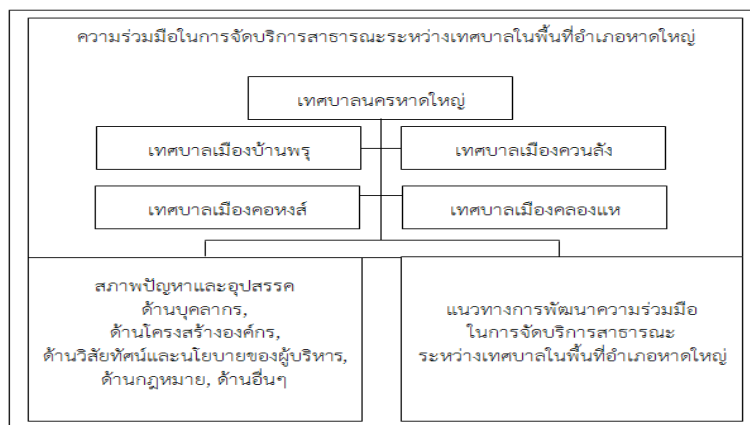 ความร่วมมือในการจัดบริการสาธารณะระหว่างเทศบาลในพื้นที่อำเภอหาดใหญ่
เทศบาลนครหาดใหญ่
เทศบาลเมืองบ้านพรุ
เทศบาลเมืองควนลัง
เทศบาลเมืองคอหงส์
เทศบาลเมืองคลองแห
สภาพปัญหาและอุปสรรค
ด้านบุคลากร,
ด้านโครงสร้างองค์กร,
ด้านวิสัยทัศน์และนโยบายของผู้บริหาร,
ด้านกฎหมาย, ด้านอื่นๆ
แนวทางการพัฒนาความร่วมมือ
ในการจัดบริการสาธารณะ
ระหว่างเทศบาลในพื้นที่อำเภอหาดใหญ่